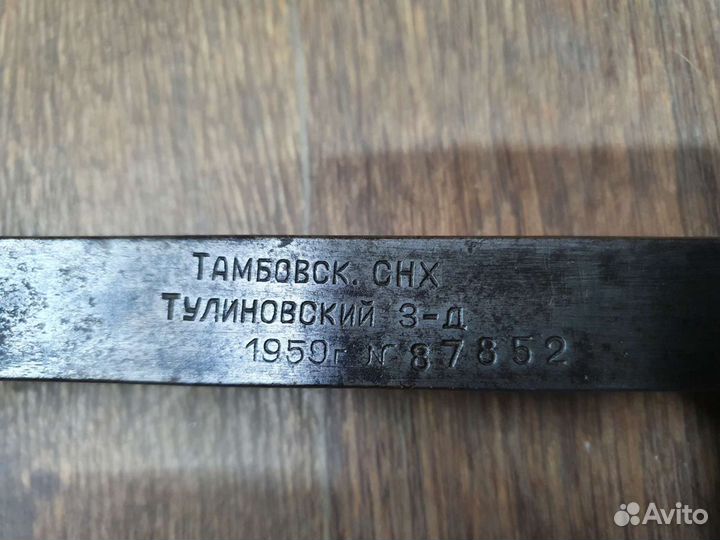 ТАМБОВСК. СНХ
ТУЛИНОВСКИЙ З-Д
1959г № 87852
Avito